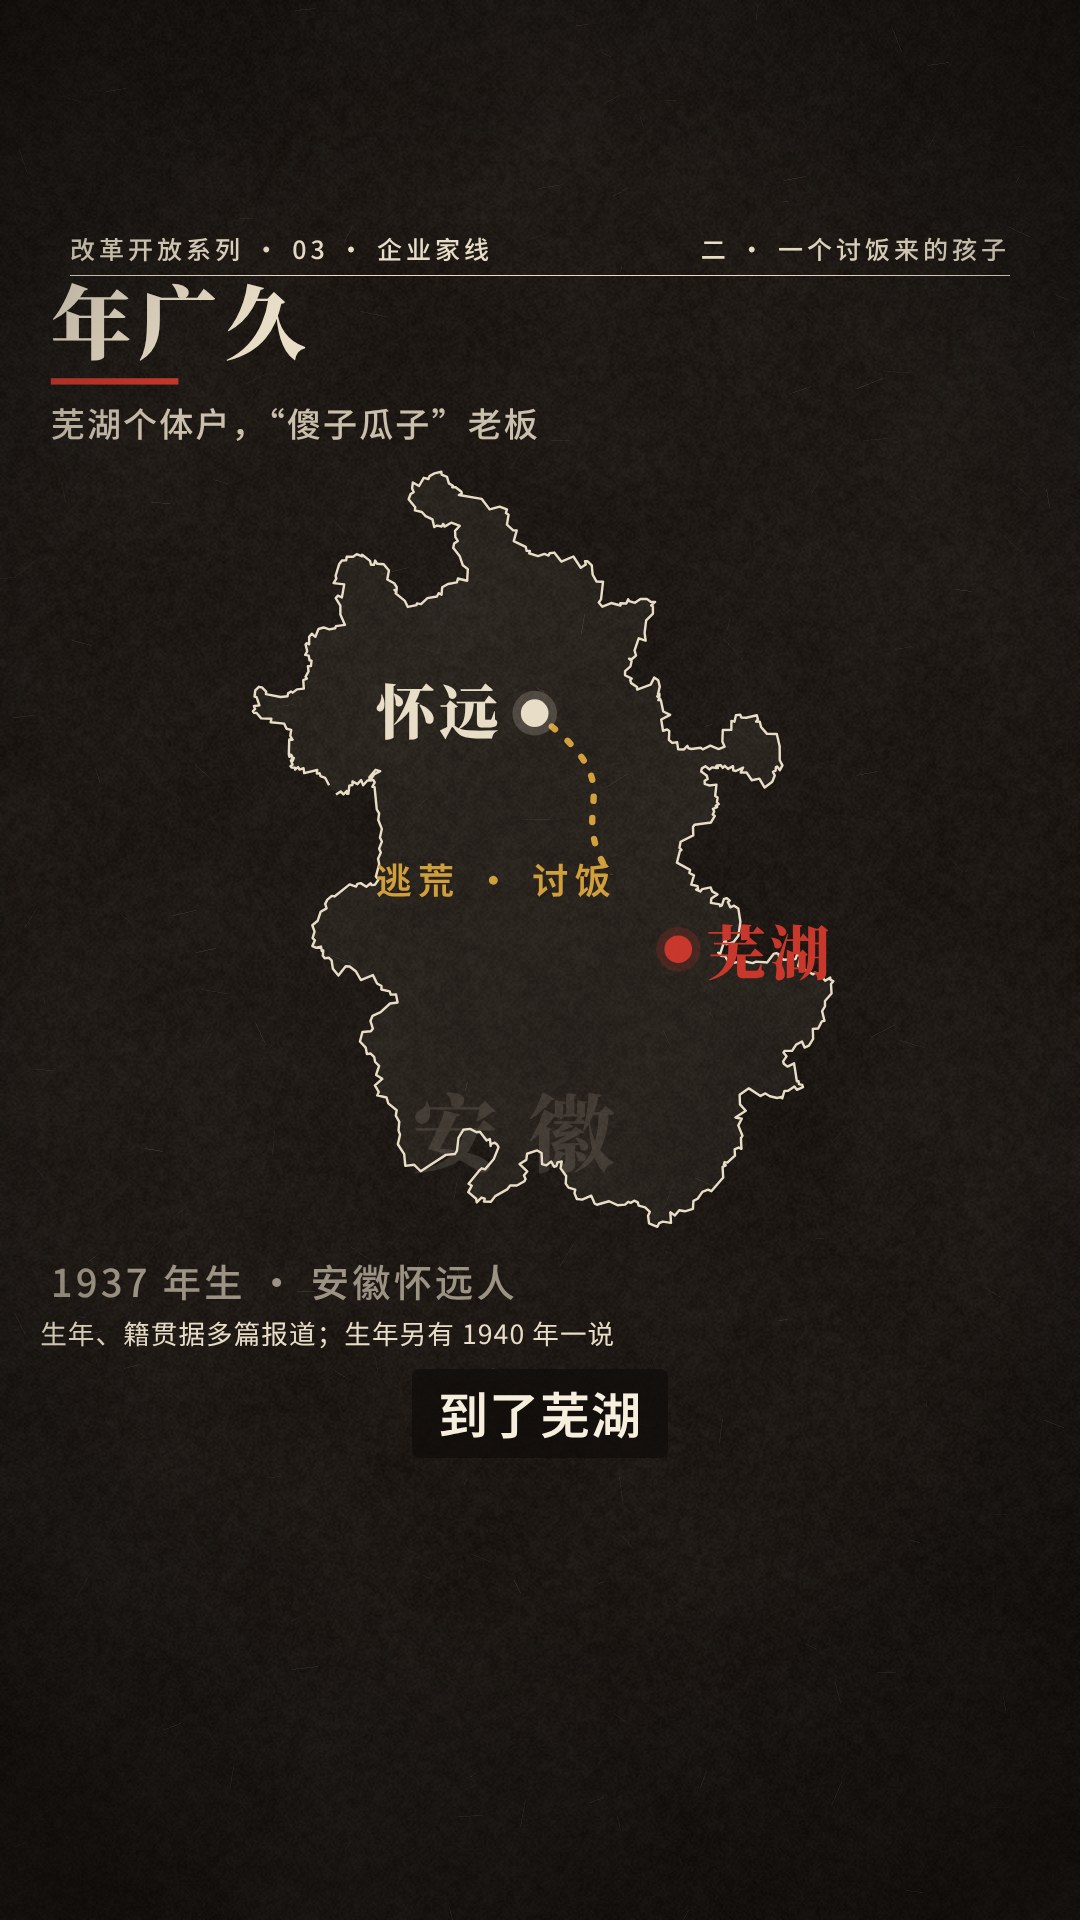 改革开放系列 · 03 · 企业家线
二 · 一个讨饭来的孩子
年广久
芜湖个体户，“傻子瓜子”老板
怀远
逃荒 · 讨饭
芜湖
安徽
1937 年生 · 安徽怀远人
生年、籍贯据多篇报道；生年另有 1940 年一说
到了芜湖